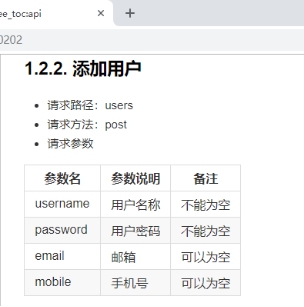 ee_toc:api
0202
1.2.2. 添加用户
请求路径：users
请求方法：post
请求参数
参数名 参数说明 备注
username 用户名称 不能为空
password 用户密码 不能为空
email 邮箱 可以为空
mobile 手机号 可以为空